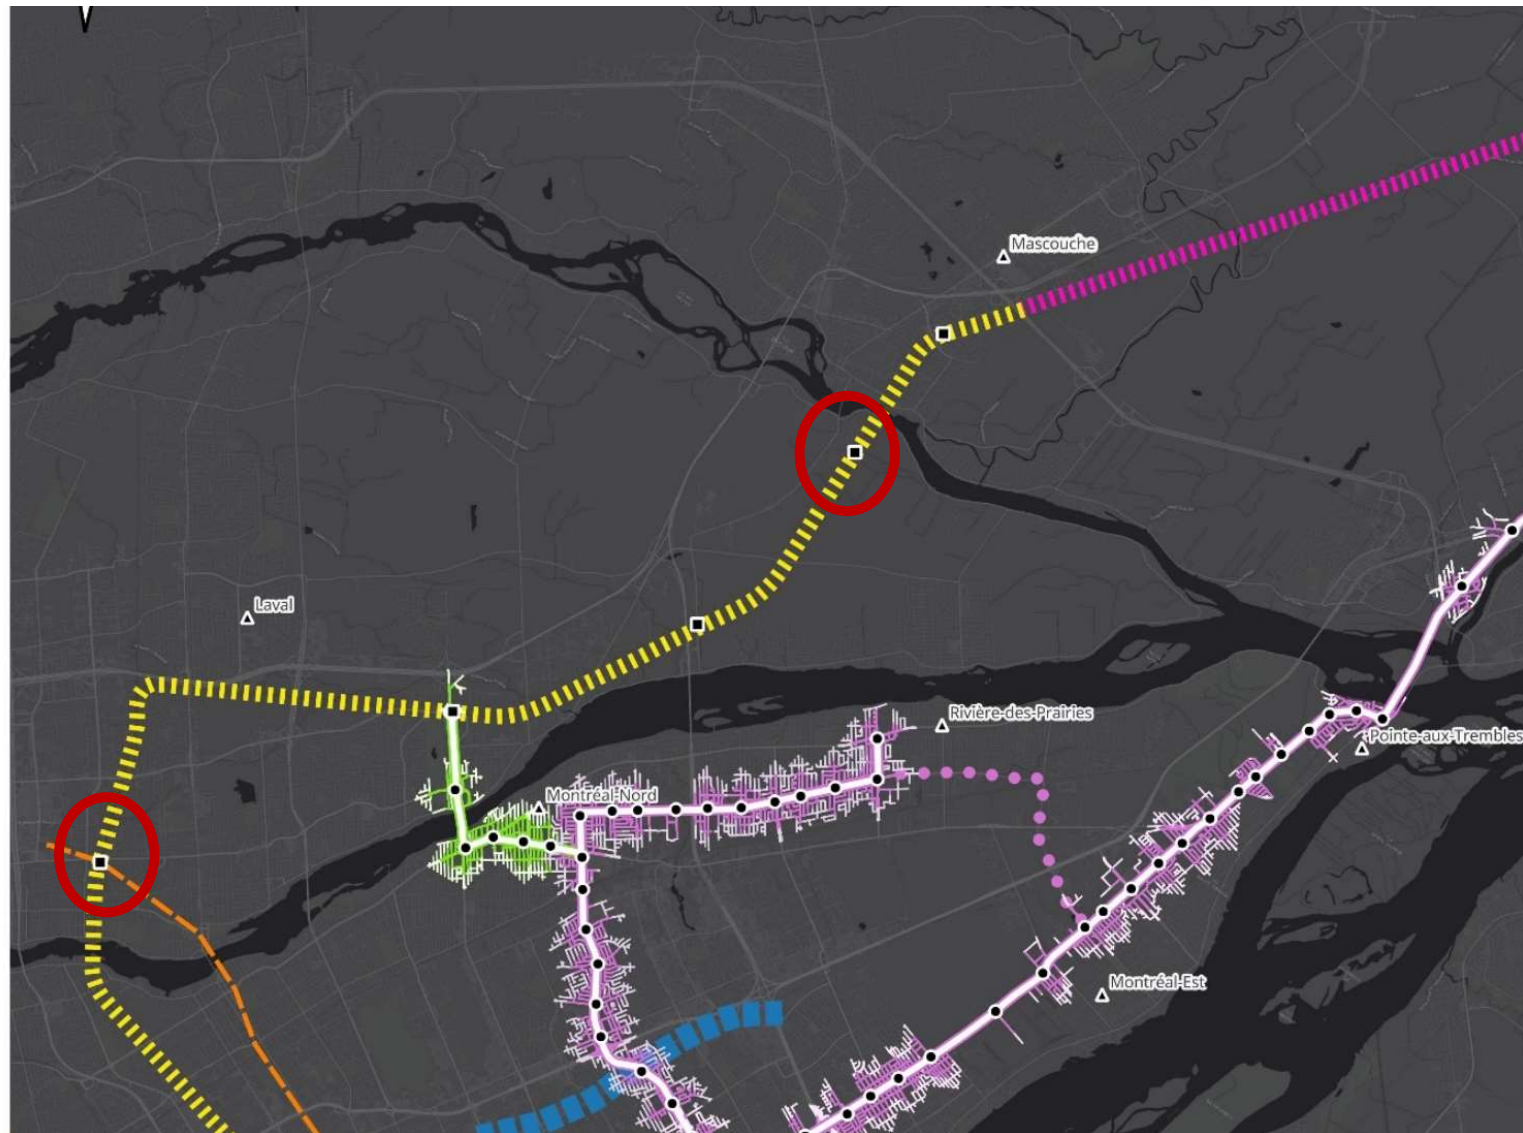 Mascouche
Laval
Rivière-des-Prairies
Pointe-aux-Trembles
Montréal-Nord
Montréal-Est